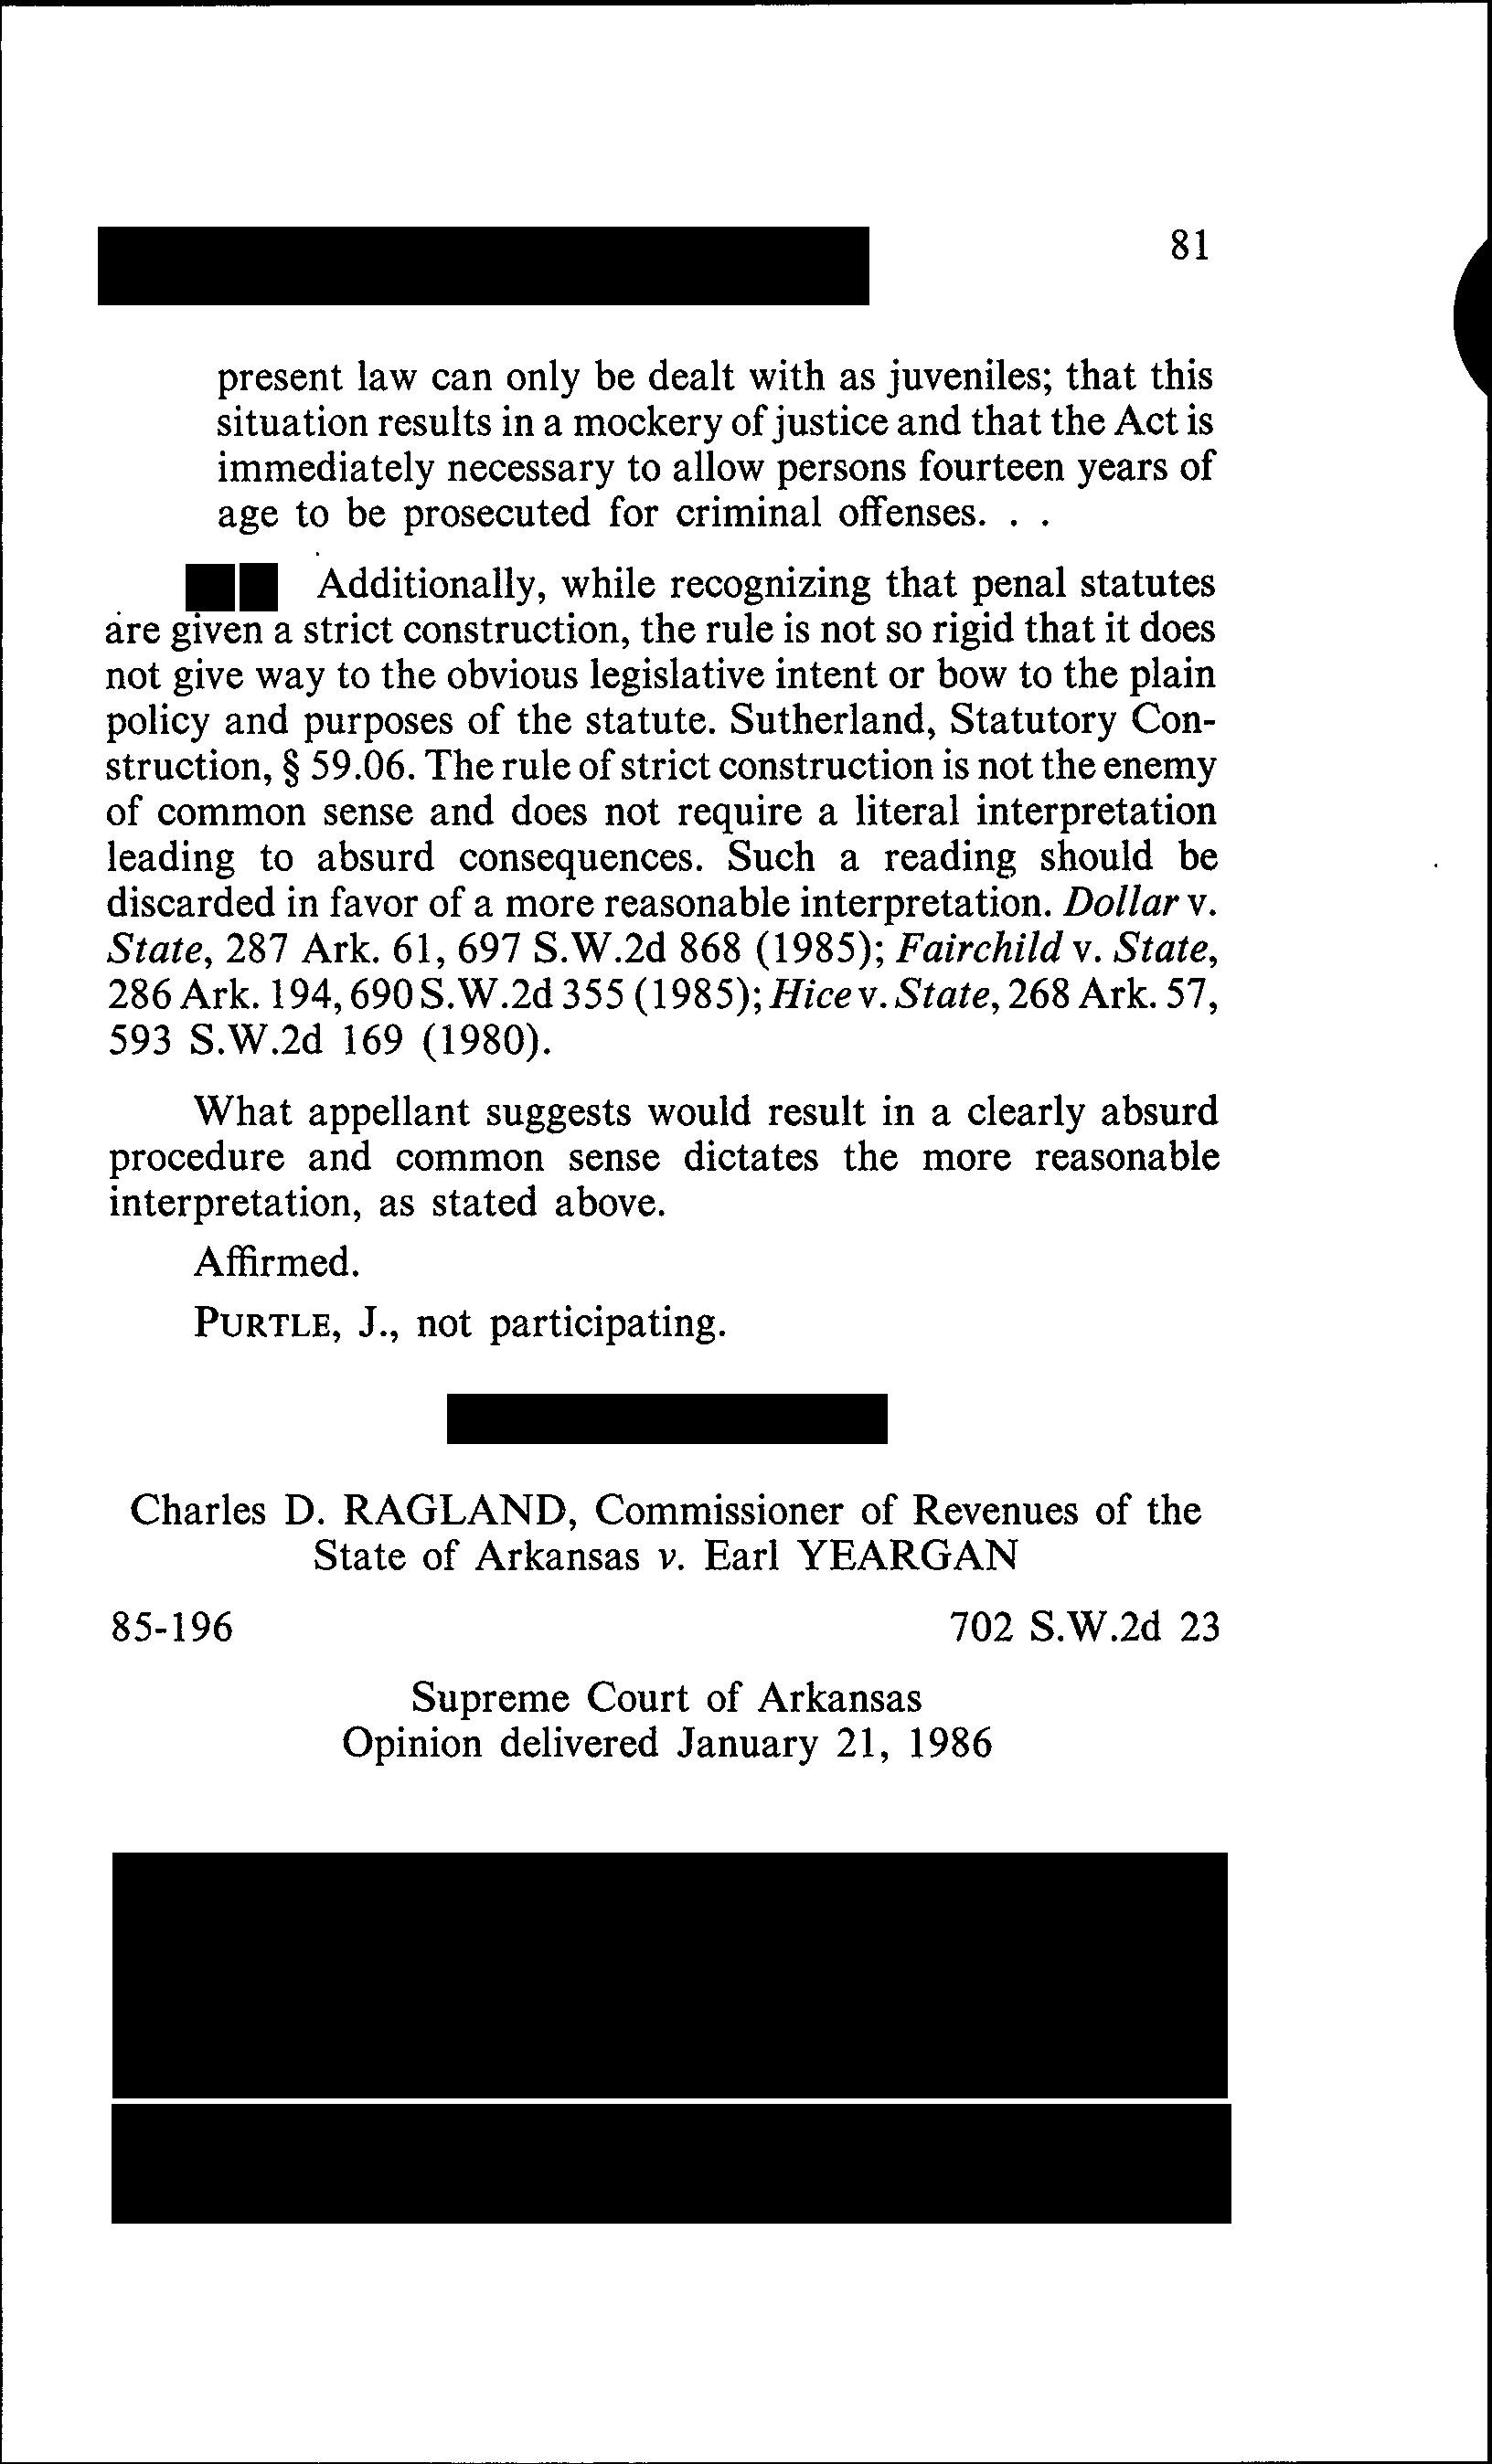 81
present law can only be dealt with as juveniles; that this
situation results in a mockery of justice and that the Act is
immediately necessary to allow persons fourteen years of
age to be prosecuted for criminal offenses. . .
Additionally, while recognizing that penal statutes
are given a strict construction, the rule is not so rigid that it does
not give way to the obvious legislative intent or bow to the plain
policy and purposes of the statute. Sutherland, Statutory Con-
struction, § 59.06. The rule of strict construction is not the enemy
of common sense and does not require a literal interpretation
leading to absurd consequences. Such a reading should be
discarded in favor of a more reasonable interpretation. Dollar v.
State, 287 Ark. 61, 697 S.W.2d 868 (1985); Fairchild v. State,
286 Ark. 194, 690 S.W.2d 355 (1985); Hice v. State, 268 Ark. 57,
593 S.W.2d 169 (1980).
What appellant suggests would result in a clearly absurd
procedure and common sense dictates the more reasonable
interpretation, as stated above.
Affirmed.
PURTLE, J., not participating.
Charles D. RAGLAND, Commissioner of Revenues of the
State of Arkansas v. Earl YEARGAN
85-196 702 S.W.2d 23
Supreme Court of Arkansas
Opinion delivered January 21, 1986